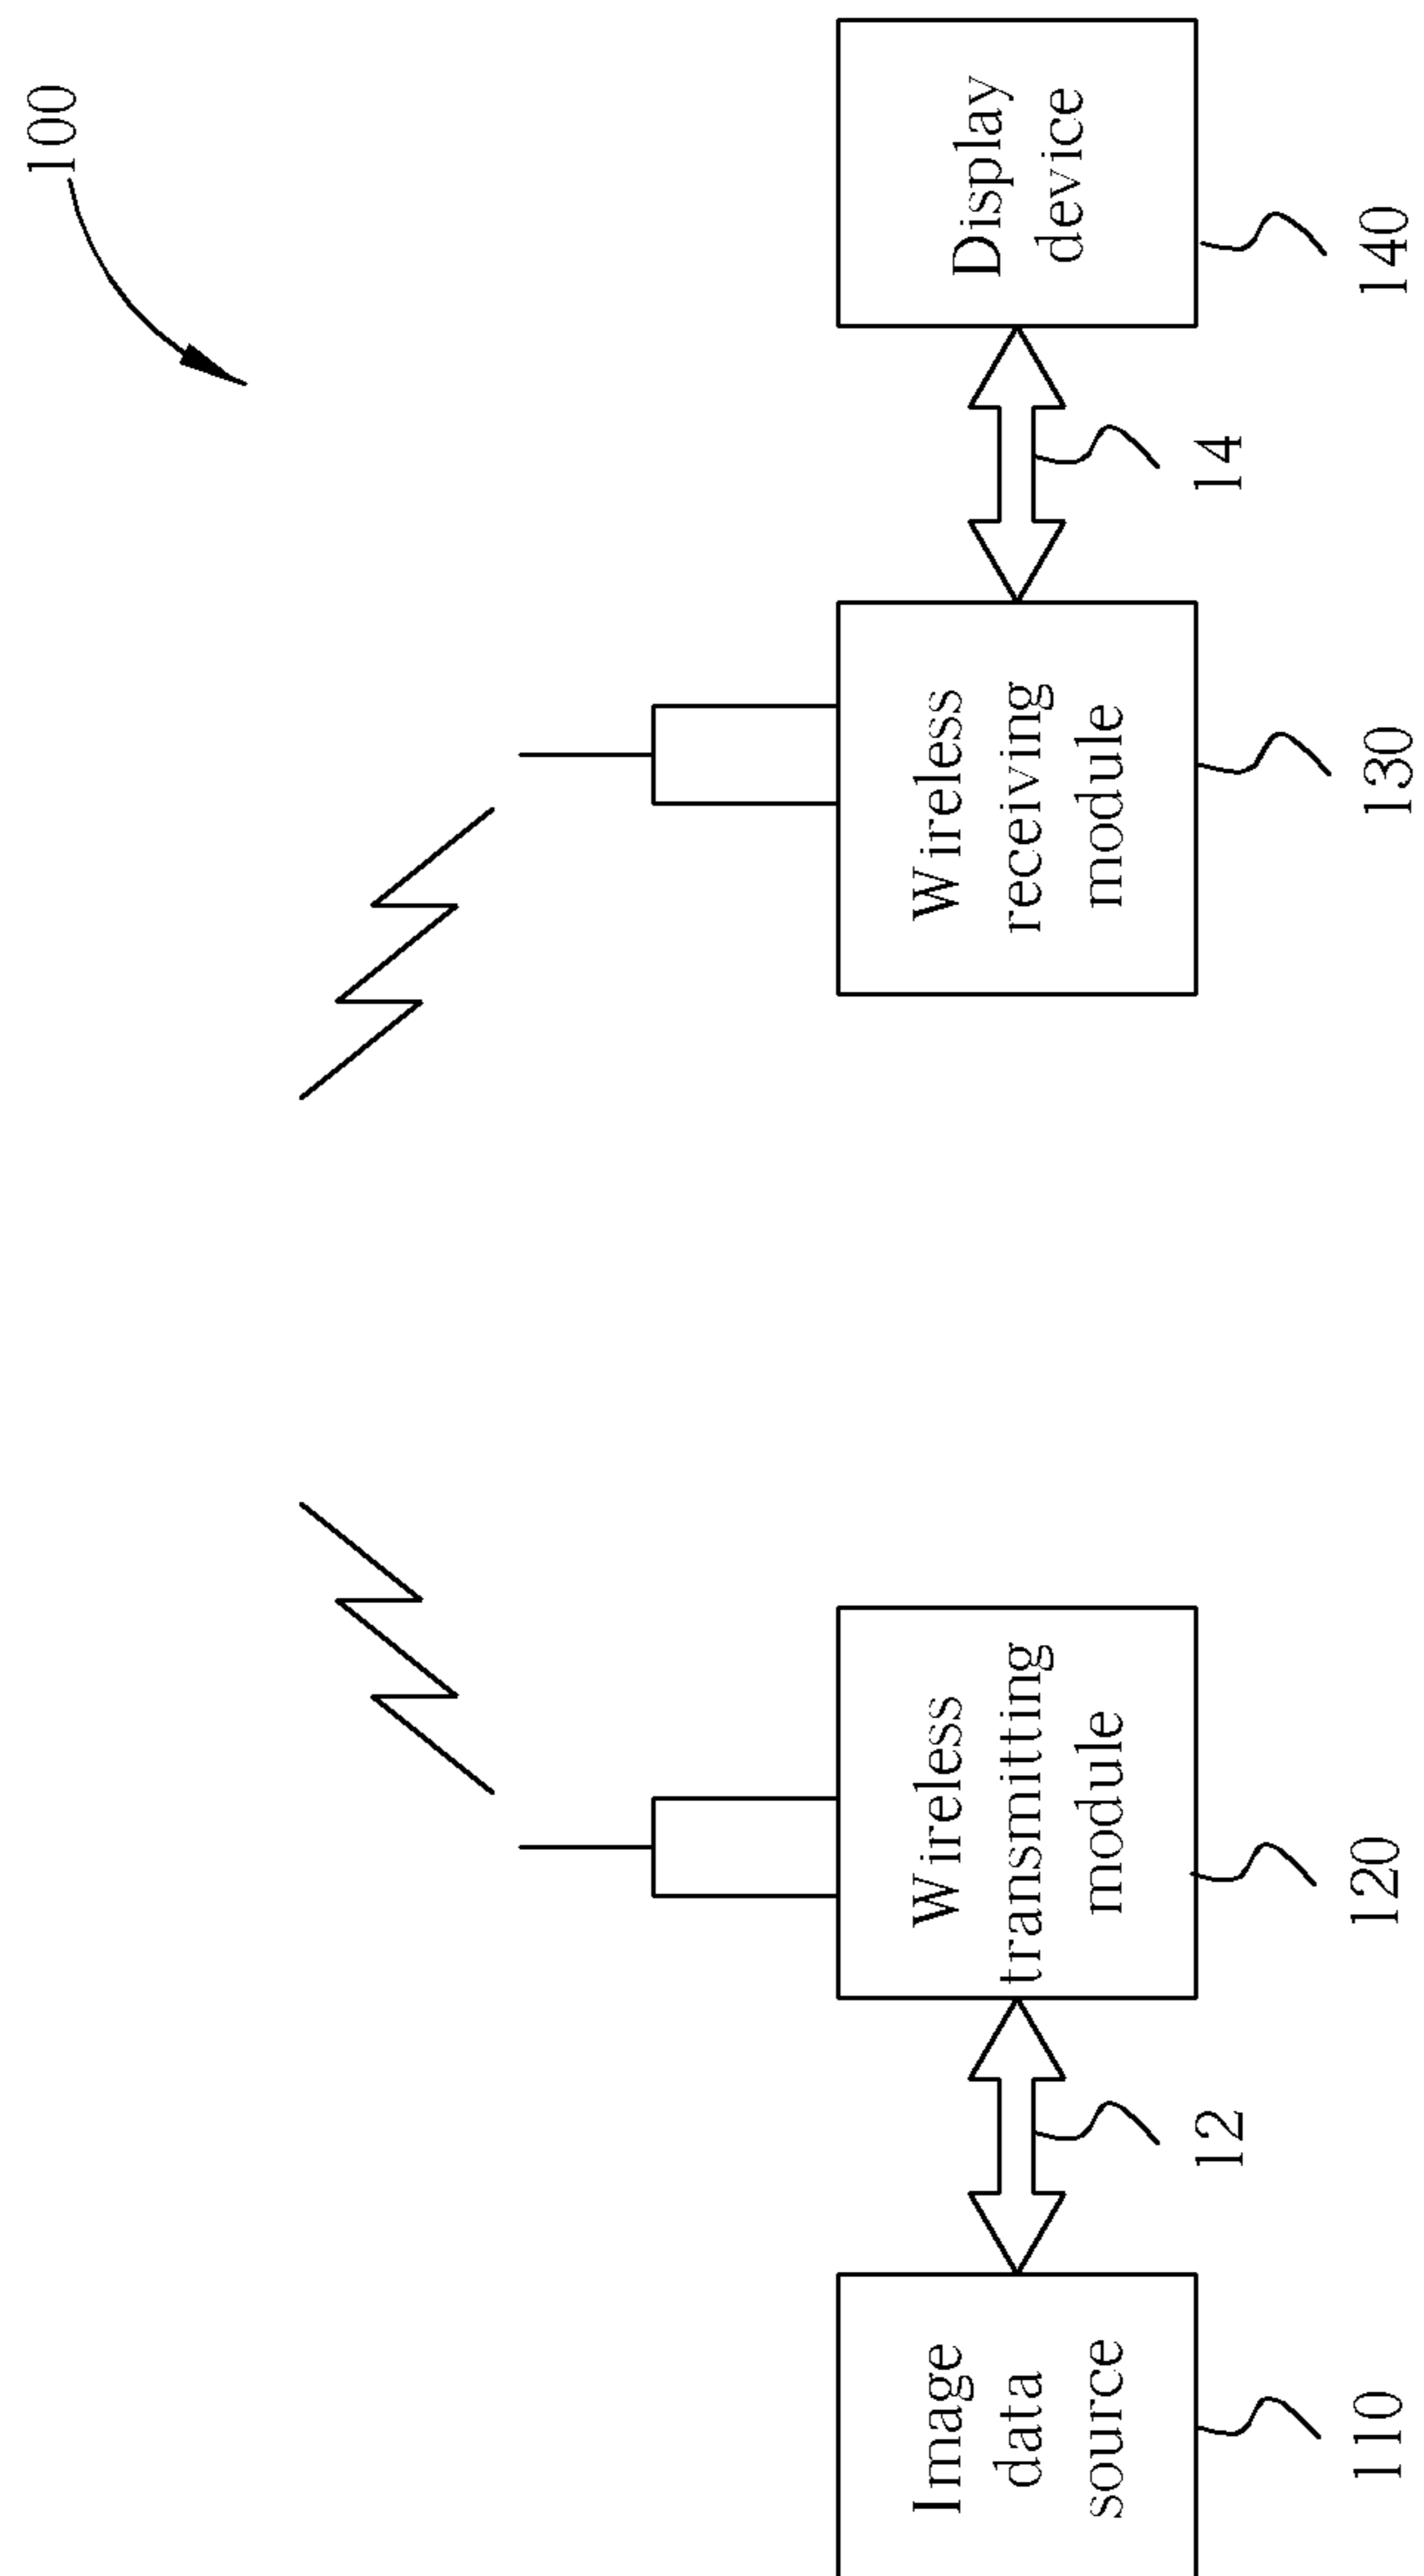 100
Image
data
source
Wireless
transmitting
module
Wireless
receiving
module
Display
device
12
14
110
120
130
140